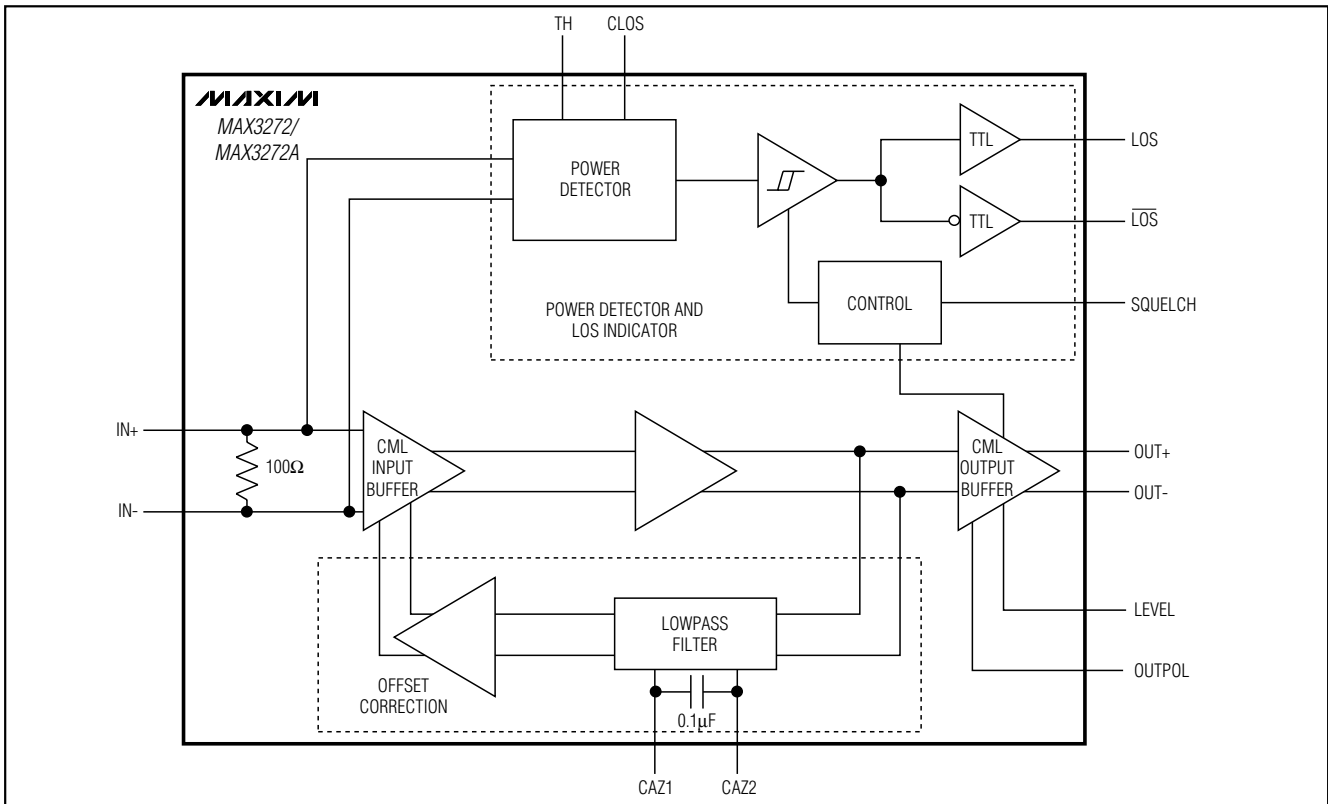 TH
CLOS
MAXIM
MAX3272/
MAX3272A
POWER
DETECTOR
TTL
LOS
TTL
L̅O̅S̅
CONTROL
SQUELCH
POWER DETECTOR AND
LOS INDICATOR
IN+
100Ω
IN-
CML
INPUT
BUFFER
CML
OUTPUT
BUFFER
OUT+
OUT-
LOWPASS
FILTER
LEVEL
OFFSET
CORRECTION
0.1µF
OUTPOL
CAZ1
CAZ2